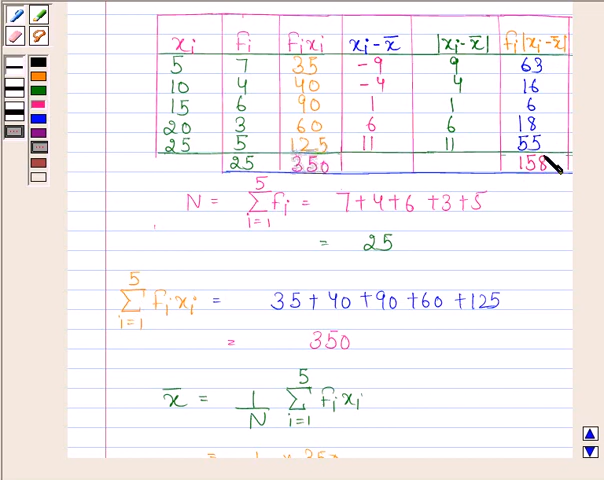 xᵢ fᵢ fᵢxᵢ xᵢ-x̄ |xᵢ-x̄| fᵢ|xᵢ-x̄|
5 7 35 -9 9 63
10 4 40 -4 4 16
15 6 90 1 1 6
20 3 60 6 6 18
25 5 125 11 11 55
25 350 158
N = 5∑i=1 fᵢ = 7+4+6+3+5
= 25
5∑i=1 fᵢxᵢ = 35+40+90+60+125
= 350
x̄ = 1/N 5∑i=1 fᵢxᵢ